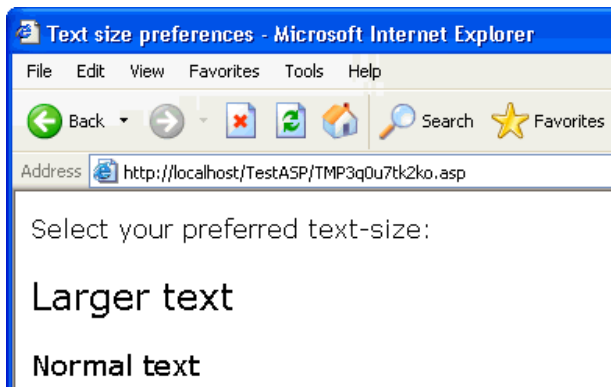 Text size preferences - Microsoft Internet Explorer
File Edit View Favorites Tools Help
Back Search Favorites
Address http://localhost/TestASP/TMP3q0u7tk2ko.asp
Select your preferred text-size:
Larger text
Normal text